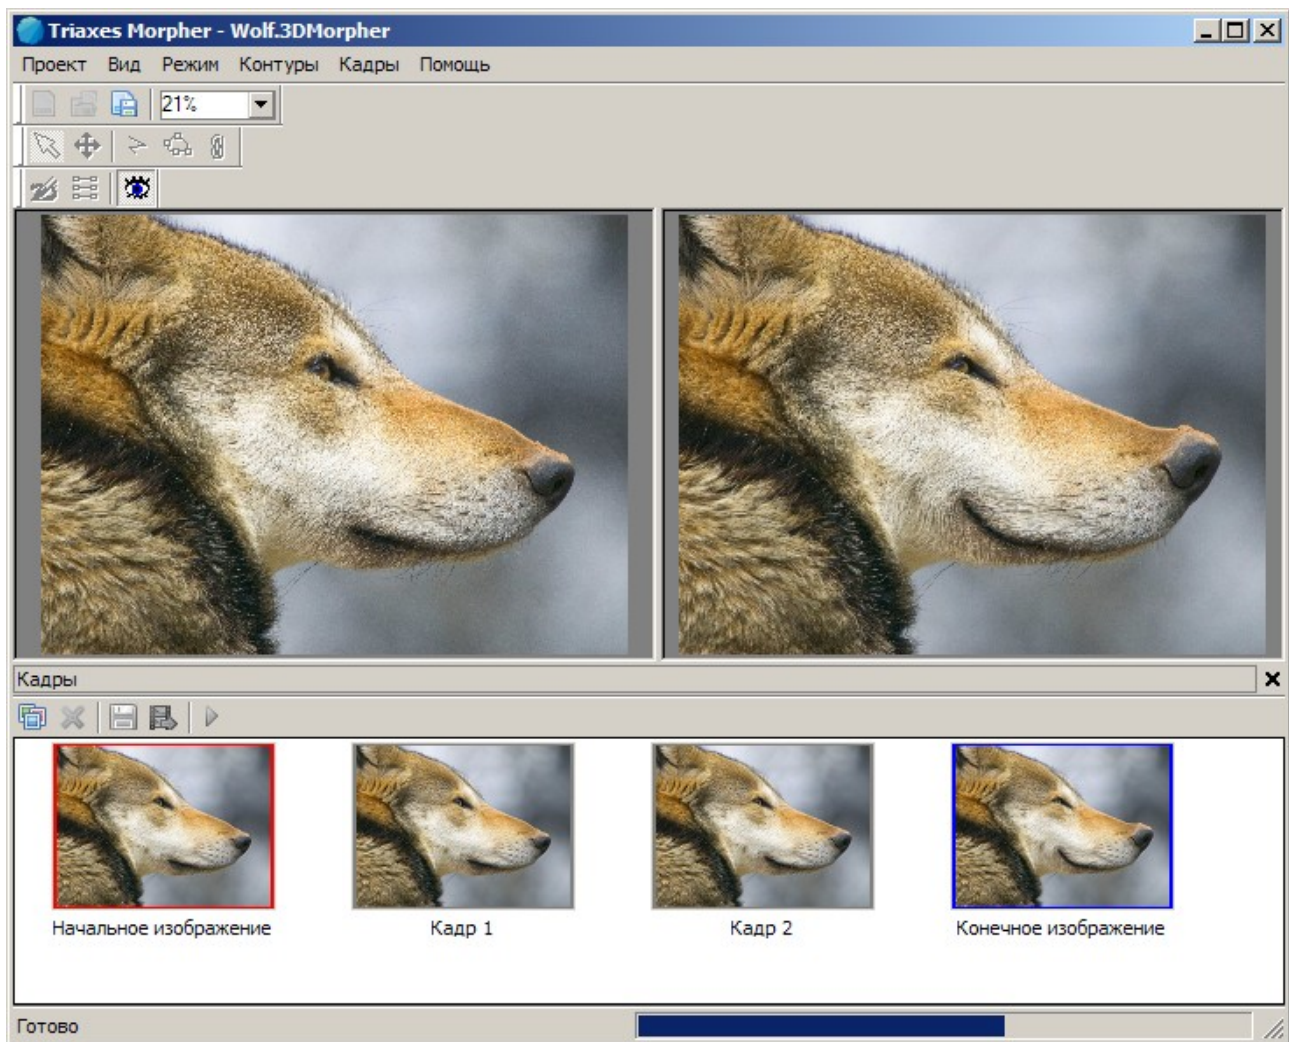 Triaxes Morpher - Wolf.3DMorpher
Проект Вид Режим Контуры Кадры Помощь
21%
Кадры
Начальное изображение Кадр 1 Кадр 2 Конечное изображение
Готово